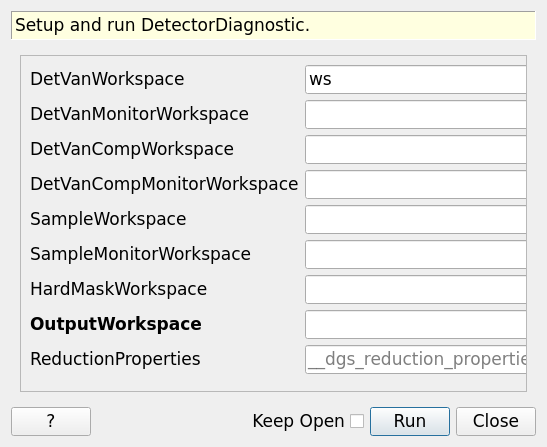 Setup and run DetectorDiagnostic.
DetVanWorkspace ws
DetVanMonitorWorkspace
DetVanCompWorkspace
DetVanCompMonitorWorkspace
SampleWorkspace
SampleMonitorWorkspace
HardMaskWorkspace
OutputWorkspace
ReductionProperties __dgs_reduction_propertie
? Keep Open Run Close